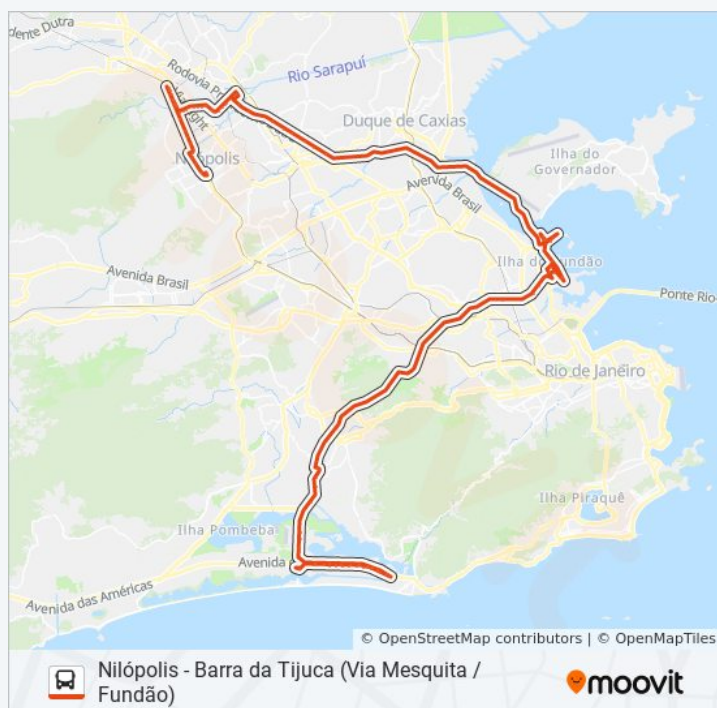 dente Dutra
Rodovia Pr
Rio Sarapuí
Light
Duque de Caxias
Nilópolis
Ilha do
Governador
Avenida Brasil
Avenida Brasil
Ilha do Fundão
Ponte Rio
Rio de Janeiro
Ilha Piraquê
Ilha Pombeba
Avenida
Avenida das Américas
© OpenStreetMap contributors | © OpenMapTiles
Nilópolis - Barra da Tijuca (Via Mesquita /
Fundão)
moovit